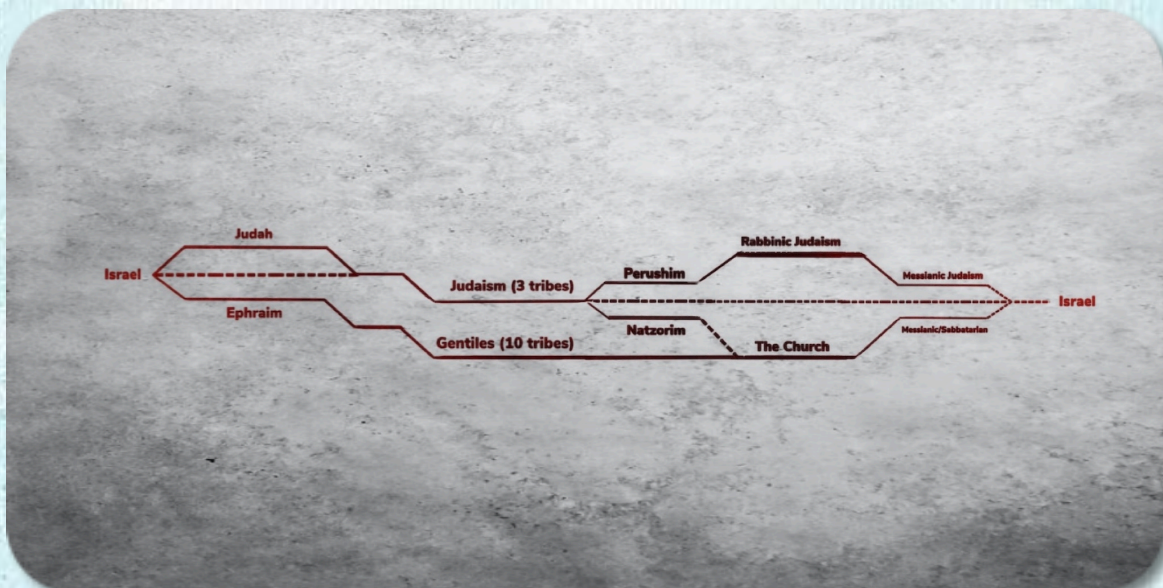 Judah
Israel
Ephraim
Judaism (3 tribes)
Gentiles (10 tribes)
Perushim
Natzorim
Rabbinic Judaism
The Church
Messianic Judaism
Messianic/Sabbatarian
Israel